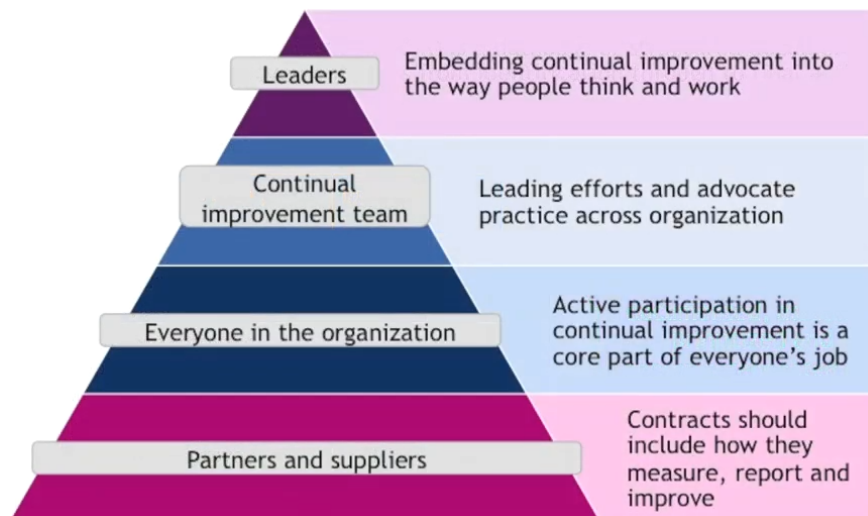 Leaders
Embedding continual improvement into
the way people think and work
Continual
improvement team
Leading efforts and advocate
practice across organization
Everyone in the organization
Active participation in
continual improvement is a
core part of everyone's job
Partners and suppliers
Contracts should
include how they
measure, report and
improve